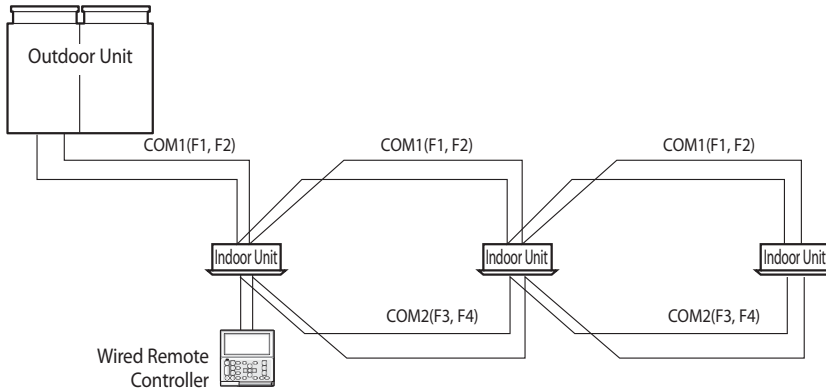 Outdoor Unit
COM1(F1, F2)
COM1(F1, F2)
COM1(F1, F2)
Indoor Unit
Indoor Unit
Indoor Unit
COM2(F3, F4)
COM2(F3, F4)
Wired Remote
Controller